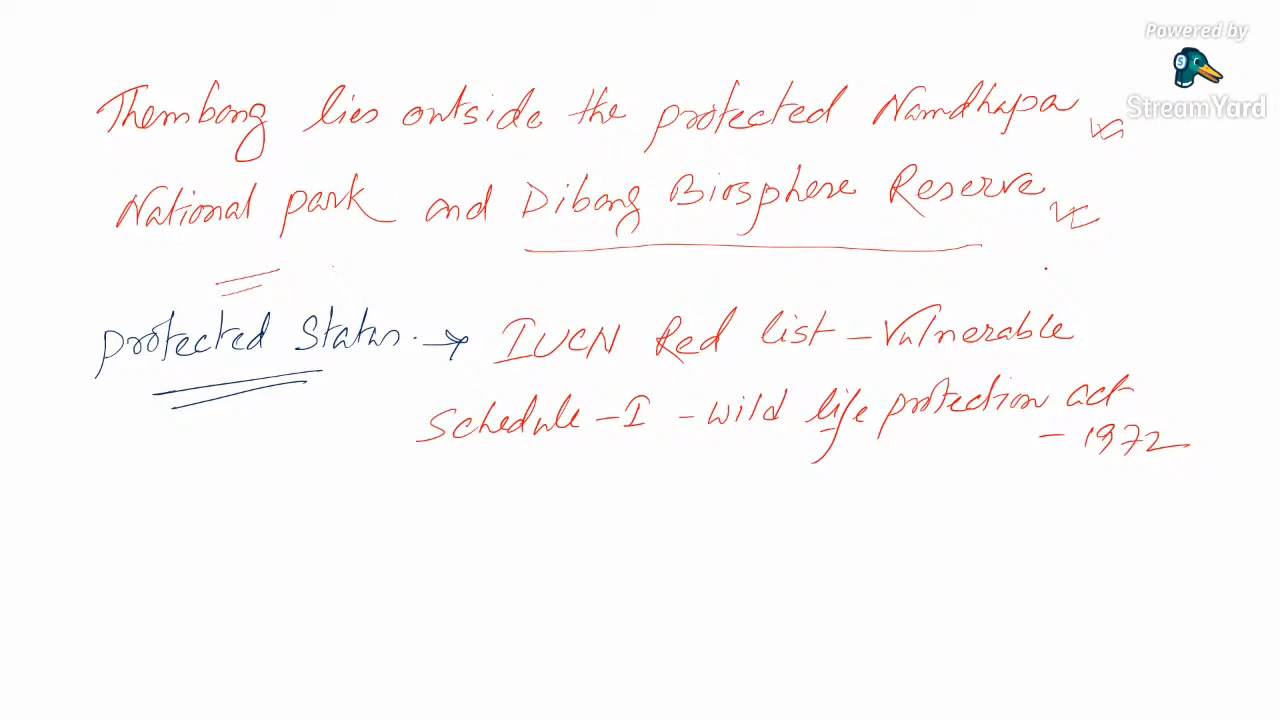 Powered by
StreamYard
Thembang lies outside the protected Namdhapa
National park and Dibang Biosphere Reserve
protected Status. → IUCN Red list - Vulnerable
Schedule - I - wild life protection act
- 1972